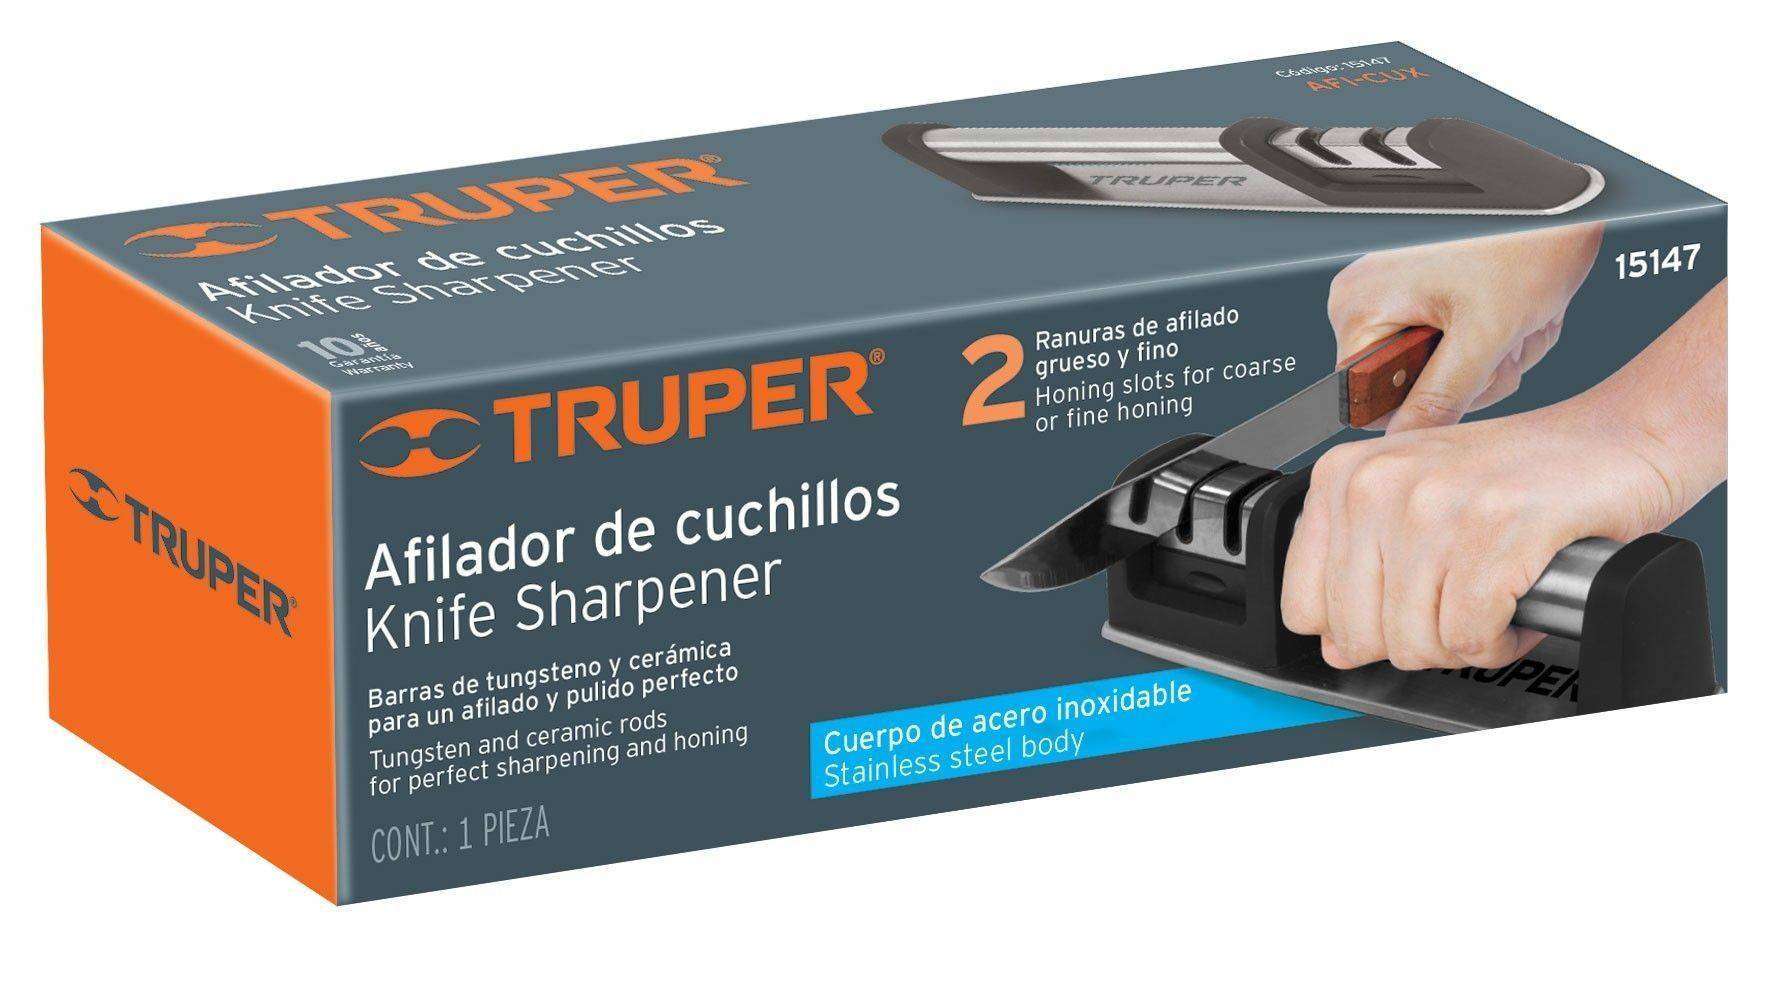 Código: 15147
AFI-CUX
TRUPER
TRUPER®
Afilador de cuchillos
Knife Sharpener
10 años
Garantía
Warranty
TRUPER®
TRUPER®
Afilador de cuchillos
Knife Sharpener
Barras de tungsteno y cerámica
para un afilado y pulido perfecto
Tungsten and ceramic rods
for perfect sharpening and honing
CONT.: 1 PIEZA
2
Ranuras de afilado
grueso y fino
Honing slots for coarse
or fine honing
15147
Cuerpo de acero inoxidable
Stainless steel body
TRUPER